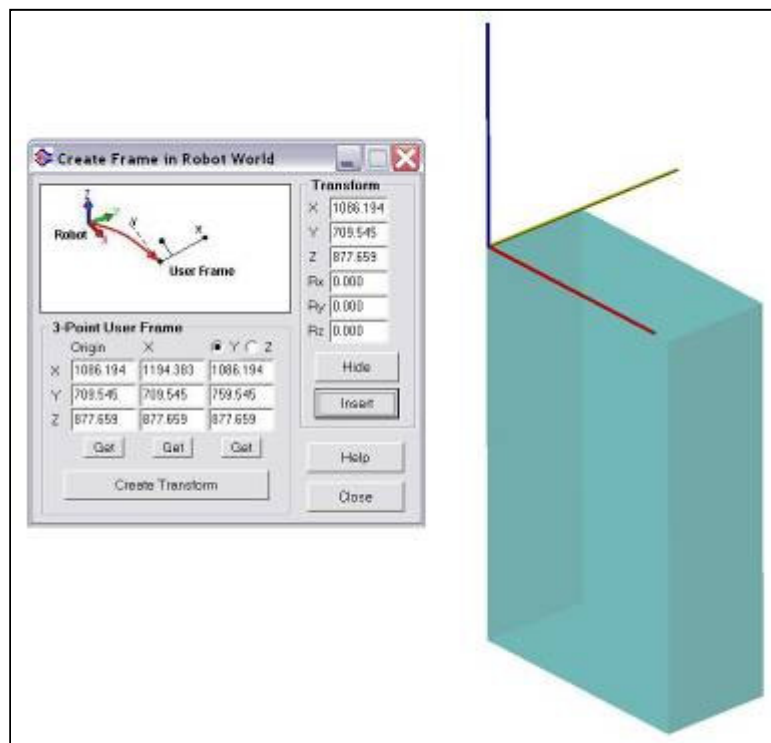 Create Frame in Robot World
Z
Y
X
Robot
y
x
User Frame
Transform
X 1086.194
Y 709.545
Z 877.659
Rx 0.000
Ry 0.000
Rz 0.000
Hide
Insert
3-Point User Frame
Origin X Y Z
X 1086.194 1194.383 1086.194
Y 709.545 709.545 759.545
Z 877.659 877.659 877.659
Get Get Get
Create Transform
Help
Close